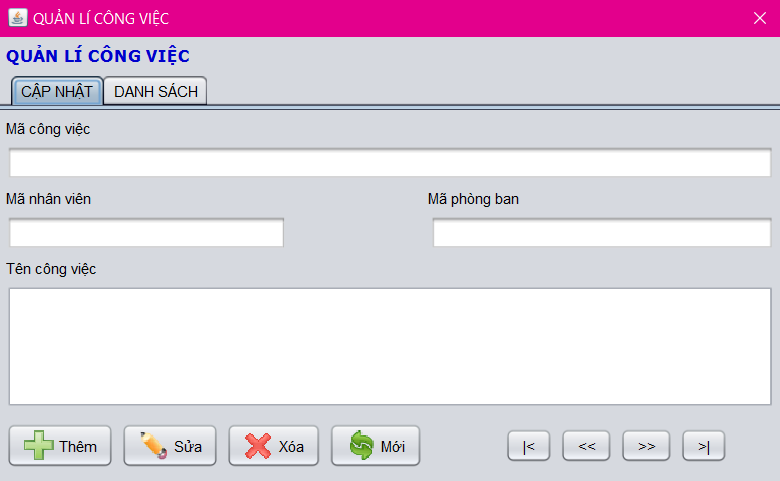 QUẢN LÍ CÔNG VIỆC
QUẢN LÍ CÔNG VIỆC
CẬP NHẬT DANH SÁCH
Mã công việc
Mã nhân viên Mã phòng ban
Tên công việc
Thêm Sửa Xóa Mới |< << >> >|